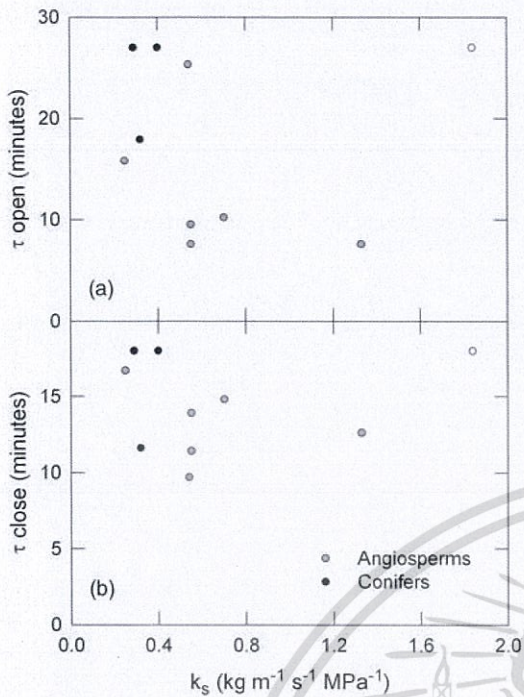 30
20
10
0
τ open (minutes)
(a)
15
10
5
0
τ close (minutes)
(b)
Angiosperms
Conifers
0.0 0.4 0.8 1.2 1.6 2.0
kₛ (kg m⁻¹ s⁻¹ MPa⁻¹)